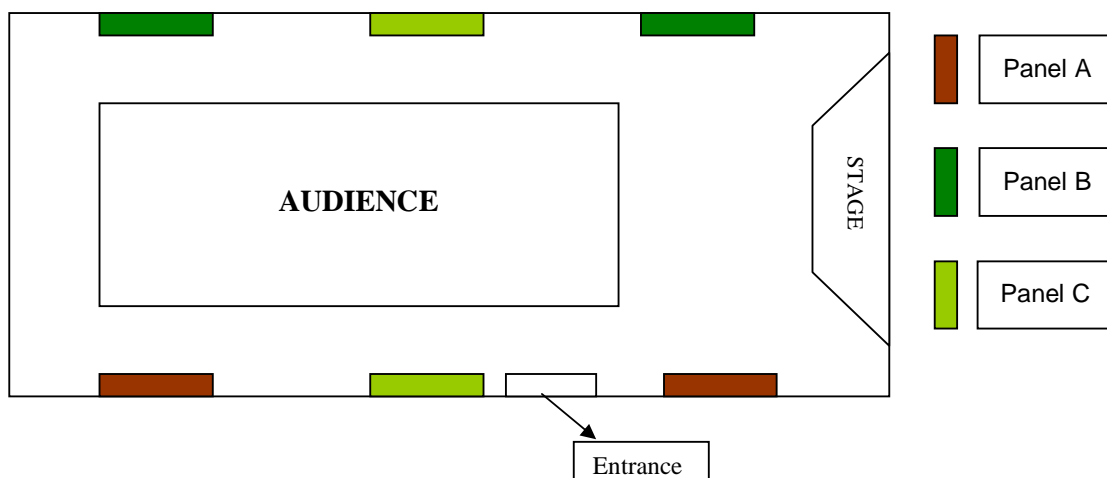 Panel A
AUDIENCE
STAGE
Panel B
Panel C
Entrance